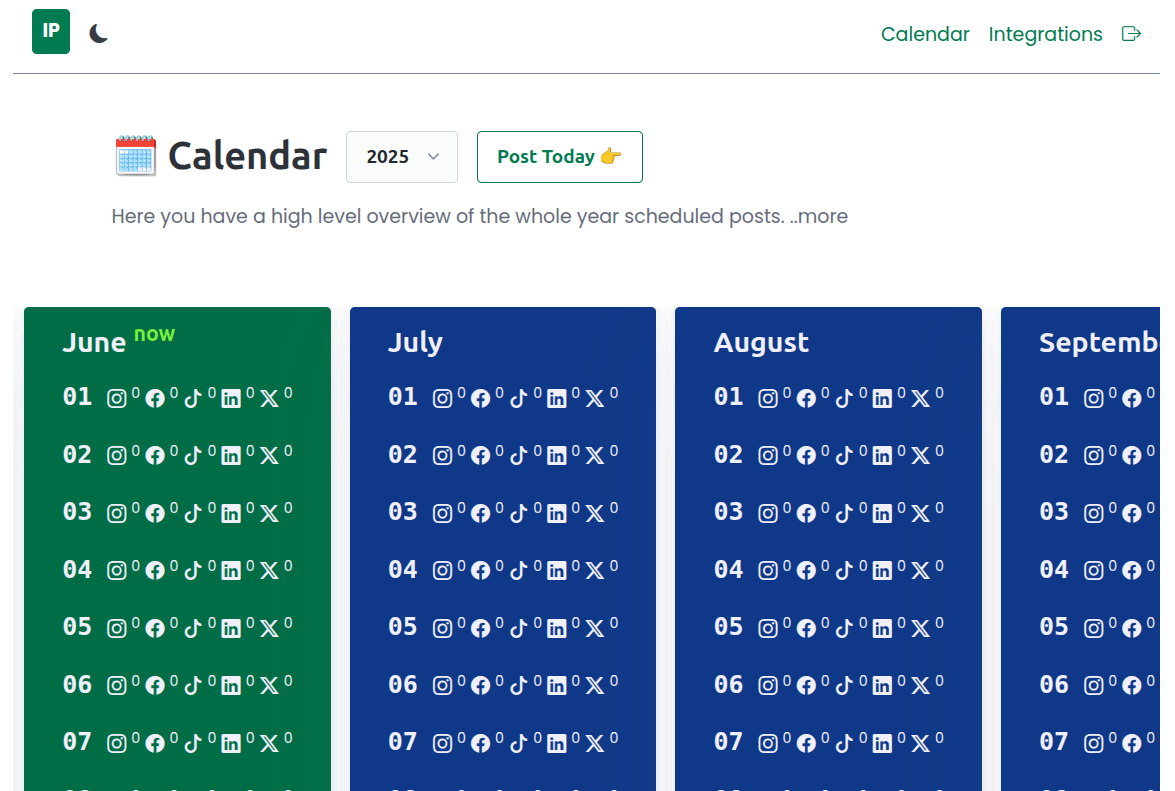 IP
Calendar Integrations
Calendar 2025 Post Today
Here you have a high level overview of the whole year scheduled posts. ..more
June now July August Septemb
01 0 0 0 0 0 01 0 0 0 0 0 01 0 0 0 0 0 01 0 0
02 0 0 0 0 0 02 0 0 0 0 0 02 0 0 0 0 0 02 0 0
03 0 0 0 0 0 03 0 0 0 0 0 03 0 0 0 0 0 03 0 0
04 0 0 0 0 0 04 0 0 0 0 0 04 0 0 0 0 0 04 0 0
05 0 0 0 0 0 05 0 0 0 0 0 05 0 0 0 0 0 05 0 0
06 0 0 0 0 0 06 0 0 0 0 0 06 0 0 0 0 0 06 0 0
07 0 0 0 0 0 07 0 0 0 0 0 07 0 0 0 0 0 07 0 0